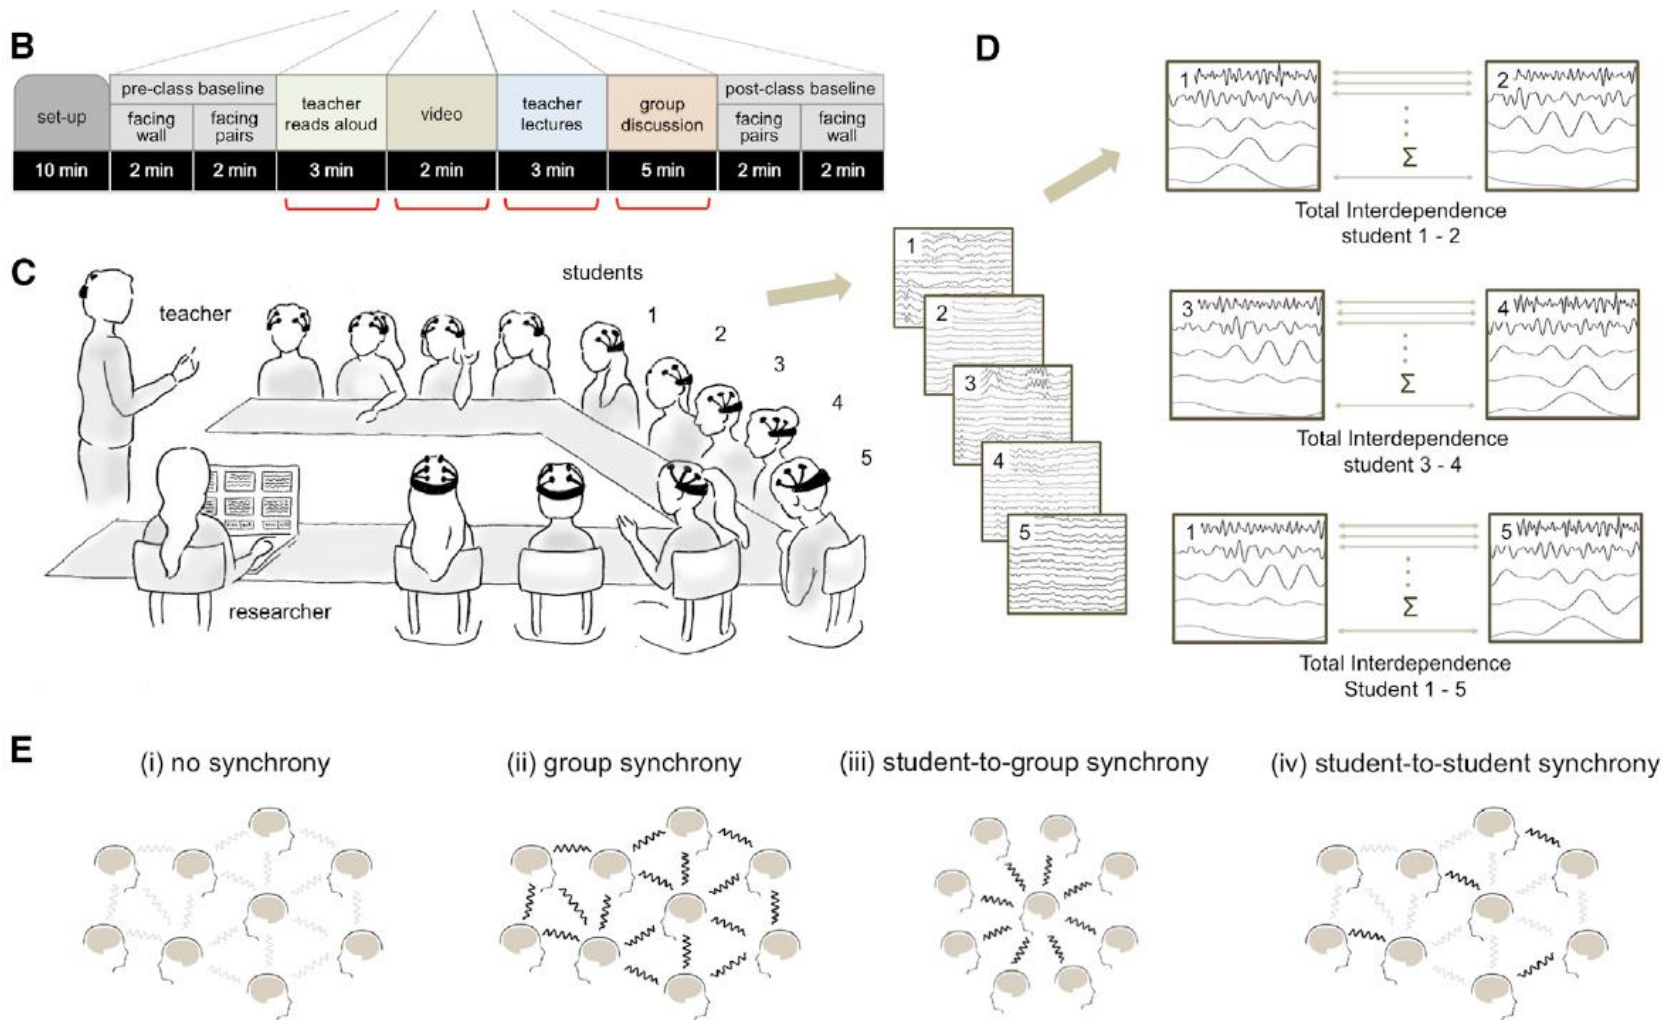 B
set-up
pre-class baseline
facing
wall
facing
pairs
teacher
reads aloud
video
teacher
lectures
group
discussion
post-class baseline
facing
pairs
facing
wall
10 min
2 min
2 min
3 min
2 min
3 min
5 min
2 min
2 min
C
teacher
students
1
2
3
4
5
researcher
1
2
3
4
5
D
1
2
Σ
Total Interdependence
student 1 - 2
3
4
Σ
Total Interdependence
student 3 - 4
1
5
Σ
Total Interdependence
Student 1 - 5
E
(i) no synchrony
(ii) group synchrony
(iii) student-to-group synchrony
(iv) student-to-student synchrony